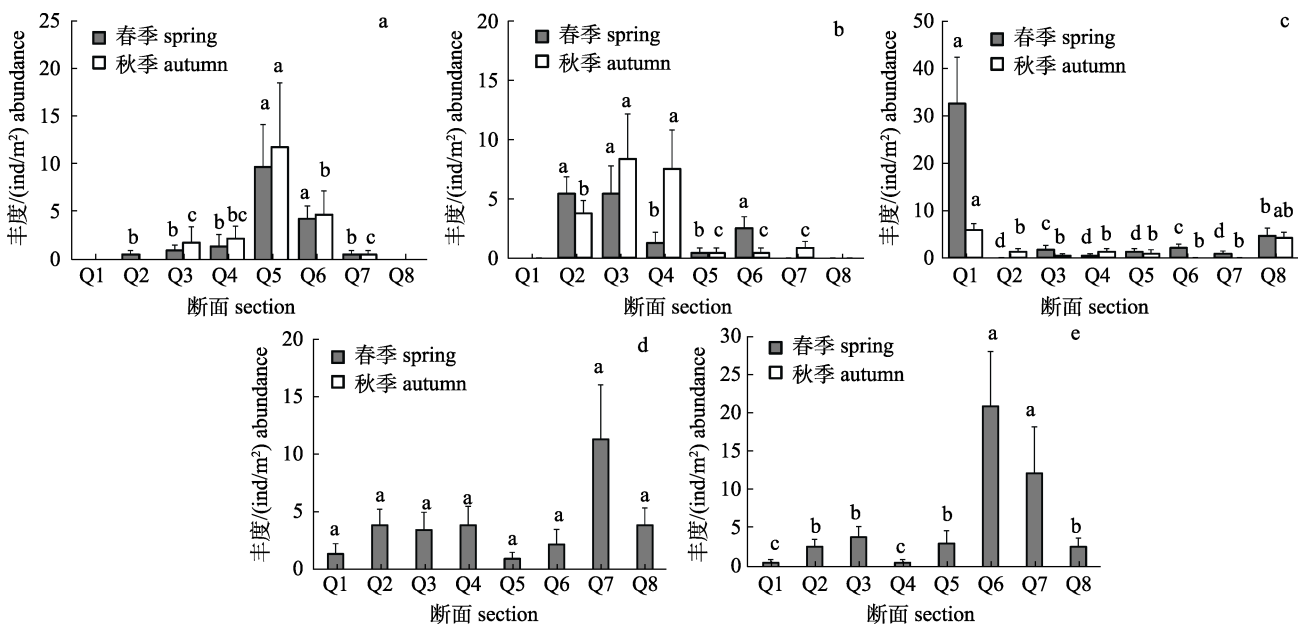 a
春季 spring
秋季 autumn
丰度/(ind/m²) abundance
25
20
15
10
5
0
b
b
c
b
bc
a
a
a
b
b
c
Q1 Q2 Q3 Q4 Q5 Q6 Q7 Q8
断面 section
b
春季 spring
秋季 autumn
丰度/(ind/m²) abundance
20
15
10
5
0
a
b
a
a
b
a
b
c
a
c
b
Q1 Q2 Q3 Q4 Q5 Q6 Q7 Q8
断面 section
c
春季 spring
秋季 autumn
丰度/(ind/m²) abundance
50
40
30
20
10
0
a
a
d
b
c
b
d
b
d
b
c
b
d
b
b
ab
Q1 Q2 Q3 Q4 Q5 Q6 Q7 Q8
断面 section
d
春季 spring
秋季 autumn
丰度/(ind/m²) abundance
20
15
10
5
0
a
a
a
a
a
a
a
a
Q1 Q2 Q3 Q4 Q5 Q6 Q7 Q8
断面 section
e
春季 spring
秋季 autumn
丰度/(ind/m²) abundance
30
25
20
15
10
5
0
c
b
b
c
b
a
a
b
Q1 Q2 Q3 Q4 Q5 Q6 Q7 Q8
断面 section